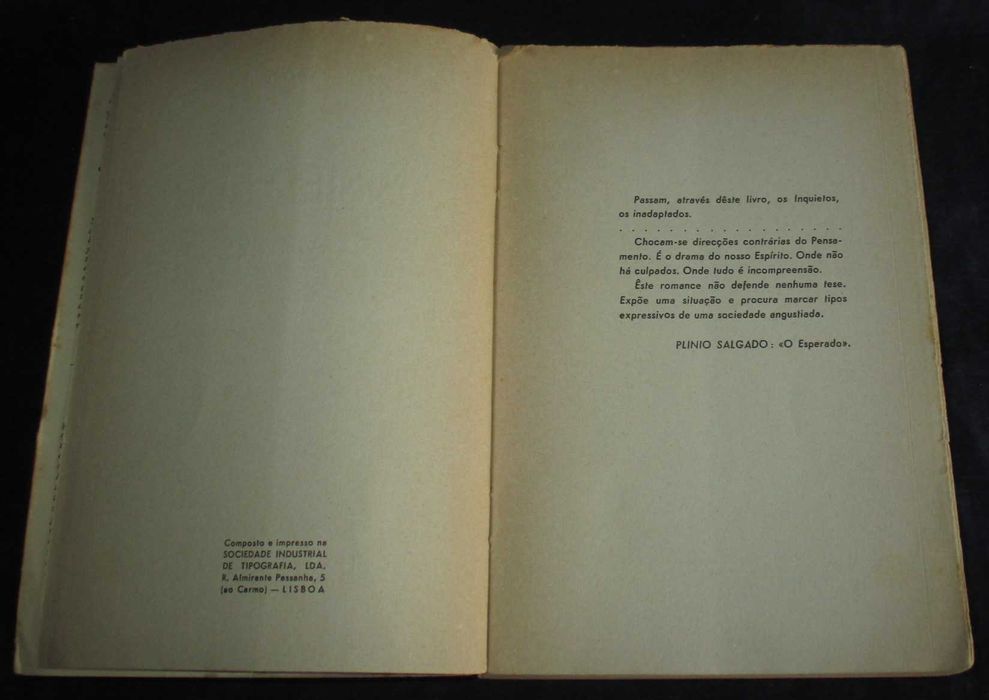 Composto e impresso na
SOCIEDADE INDUSTRIAL
DE TIPOGRAFIA, LDA.
R. Almirante Pessanha, 5
(ao Carmo) — LISBOA
Passam, através dêste livro, os Inquietos,
os inadaptados.
. . . . . . . . . . . . . . . . . .
Chocam-se direcções contrárias do Pensa-
mento. É o drama do nosso Espírito. Onde não
há culpados. Onde tudo é incompreensão.
Êste romance não defende nenhuma tese.
Expõe uma situação e procura marcar tipos
expressivos de uma sociedade angustiada.
PLINIO SALGADO: «O Esperado».